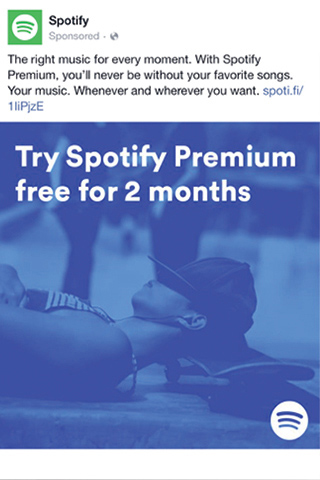 Spotify
Sponsored ·
The right music for every moment. With Spotify
Premium, you'll never be without your favorite songs.
Your music. Whenever and wherever you want. spoti.fi/
1IiPjzE
Try Spotify Premium
free for 2 months